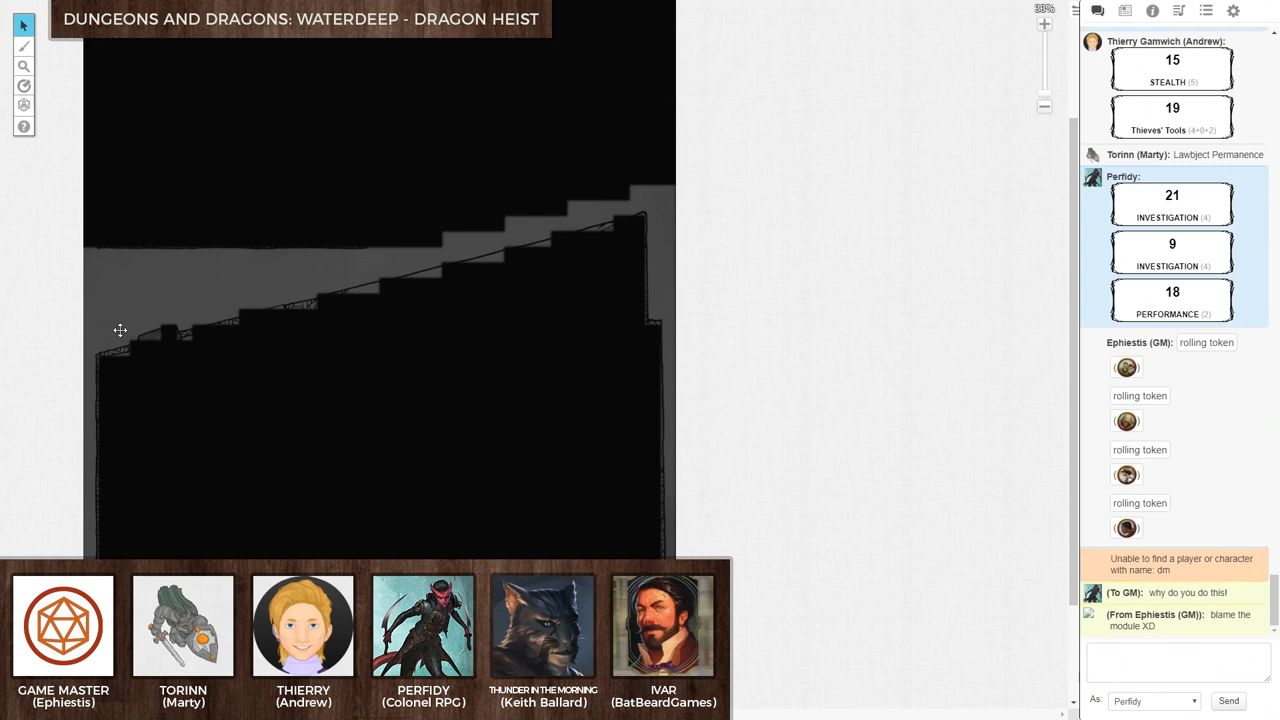 DUNGEONS AND DRAGONS: WATERDEEP - DRAGON HEIST
Thierry Gamwich (Andrew):
15
STEALTH (5)
19
Thieves' Tools (4+0+2)
Torinn (Marty): Lawbject Permanence
Perfidy:
21
INVESTIGATION (4)
9
INVESTIGATION (4)
18
PERFORMANCE (2)
Ephiestis (GM): rolling token
rolling token
rolling token
rolling token
Unable to find a player or character
with name: dm
(To GM): why do you do this!
(From Ephiestis (GM)): blame the
module XD
As: Perfidy Send
GAME MASTER
(Ephiestis)
TORINN
(Marty)
THIERRY
(Andrew)
PERFIDY
(Colonel RPG)
THUNDER IN THE MORNING
(Keith Ballard)
IVAR
(BatBeardGames)